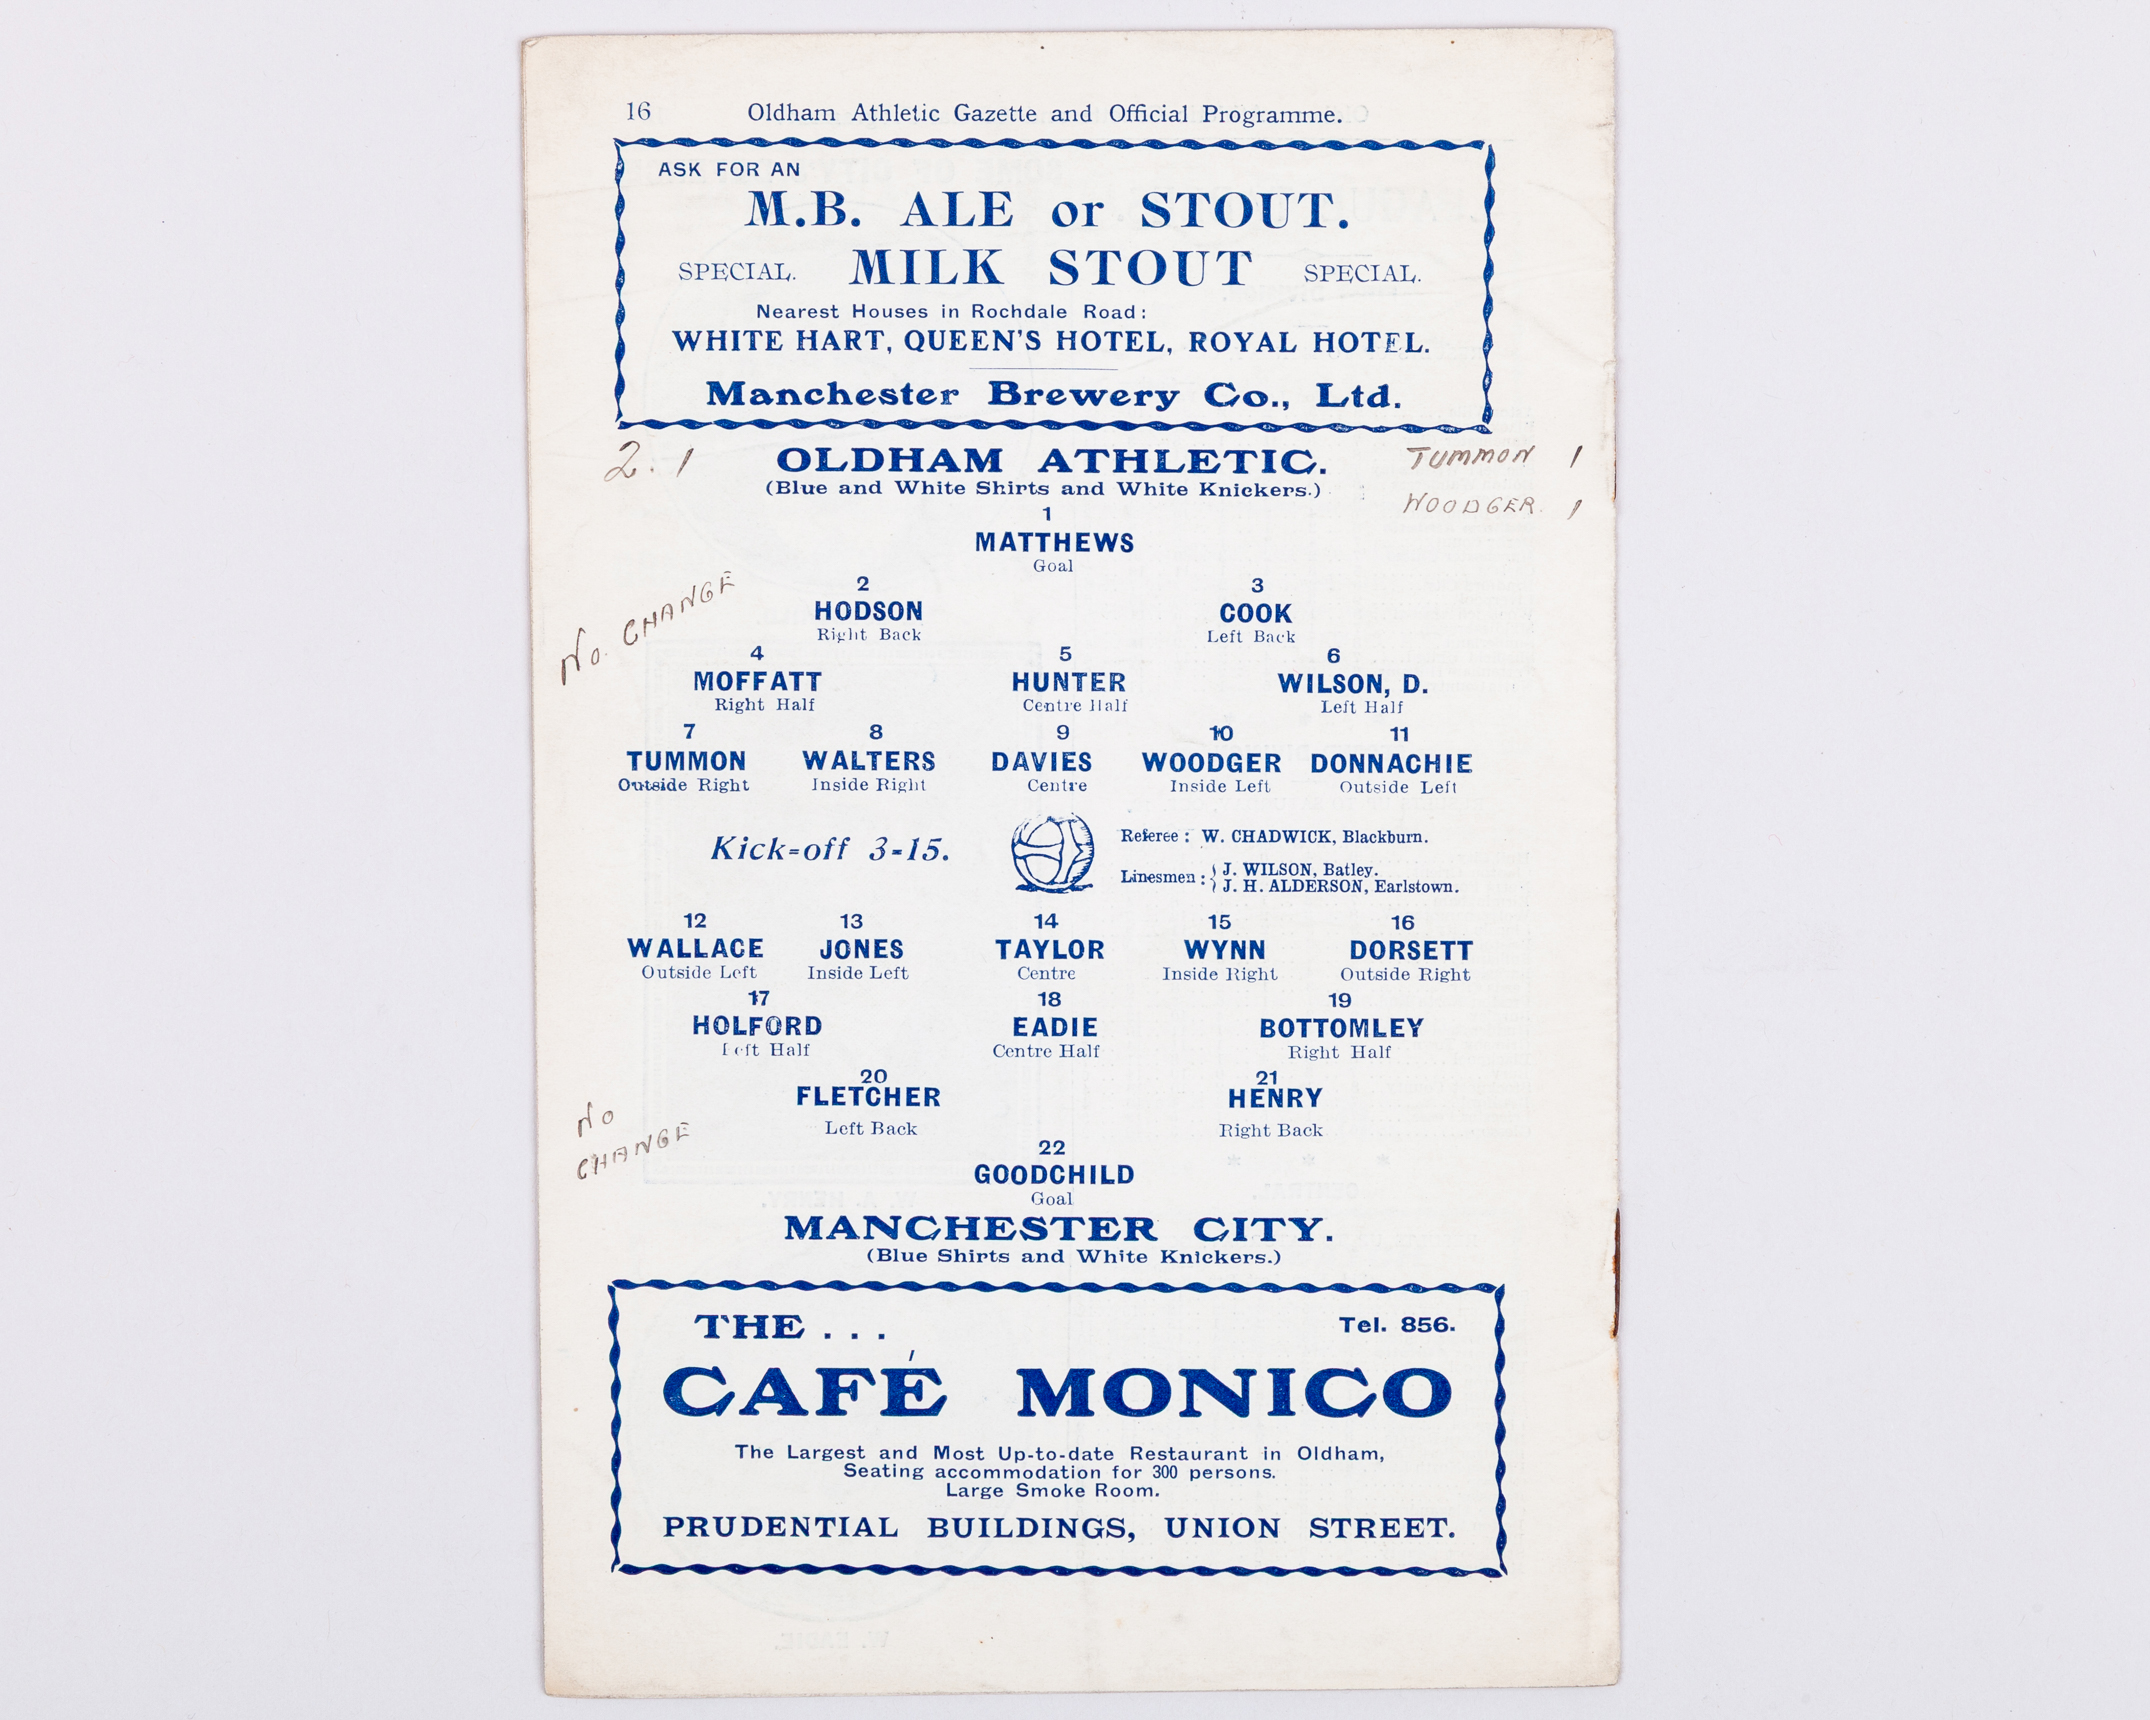 16 Oldham Athletic Gazette and Official Programme.
ASK FOR AN
M.B. ALE or STOUT.
SPECIAL. MILK STOUT SPECIAL.
Nearest Houses in Rochdale Road:
WHITE HART, QUEEN'S HOTEL, ROYAL HOTEL.
Manchester Brewery Co., Ltd.
2. 1 OLDHAM ATHLETIC. TUMMON 1
(Blue and White Shirts and White Knickers.) WOODGER. 1
1
MATTHEWS
Goal
No. CHANGE
2 3
HODSON COOK
Right Back Left Back
4 5 6
MOFFATT HUNTER WILSON, D.
Right Half Centre Half Left Half
7 8 9 10 11
TUMMON WALTERS DAVIES WOODGER DONNACHIE
Outside Right Inside Right Centre Inside Left Outside Left
Kick-off 3-15.
Referee: W. CHADWICK, Blackburn.
Linesmen: { J. WILSON, Batley.
J. H. ALDERSON, Earlstown.
12 13 14 15 16
WALLACE JONES TAYLOR WYNN DORSETT
Outside Left Inside Left Centre Inside Right Outside Right
17 18 19
HOLFORD EADIE BOTTOMLEY
Left Half Centre Half Right Half
20 21
FLETCHER HENRY
Left Back Right Back
NO
CHANGE
22
GOODCHILD
Goal
MANCHESTER CITY.
(Blue Shirts and White Knickers.)
THE ... Tel. 856.
CAFÉ MONICO
The Largest and Most Up-to-date Restaurant in Oldham,
Seating accommodation for 300 persons.
Large Smoke Room.
PRUDENTIAL BUILDINGS, UNION STREET.